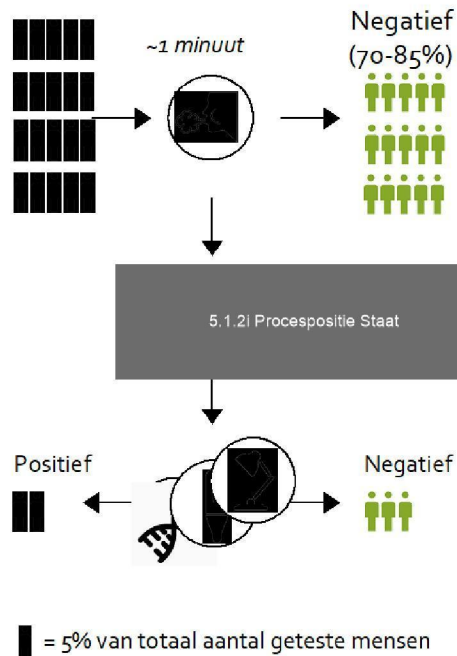 ~1 minuut
Negatief
(70-85%)
5.1.2i Procespositie Staat
Positief
Negatief
= 5% van totaal aantal geteste mensen